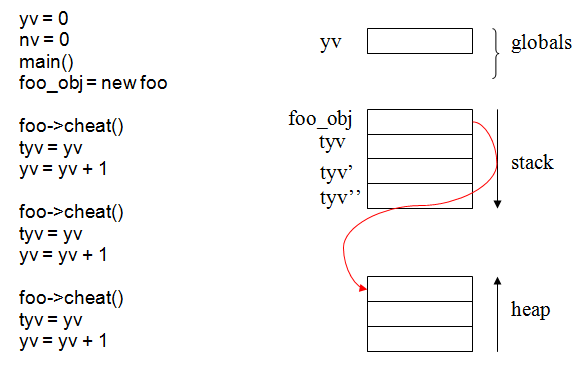 yv = 0
nv = 0
main()
foo_obj = new foo
foo->cheat()
tyv = yv
yv = yv + 1
foo->cheat()
tyv = yv
yv = yv + 1
foo->cheat()
tyv = yv
yv = yv + 1
yv
globals
foo_obj
tyv
tyv’
tyv’’
stack
heap